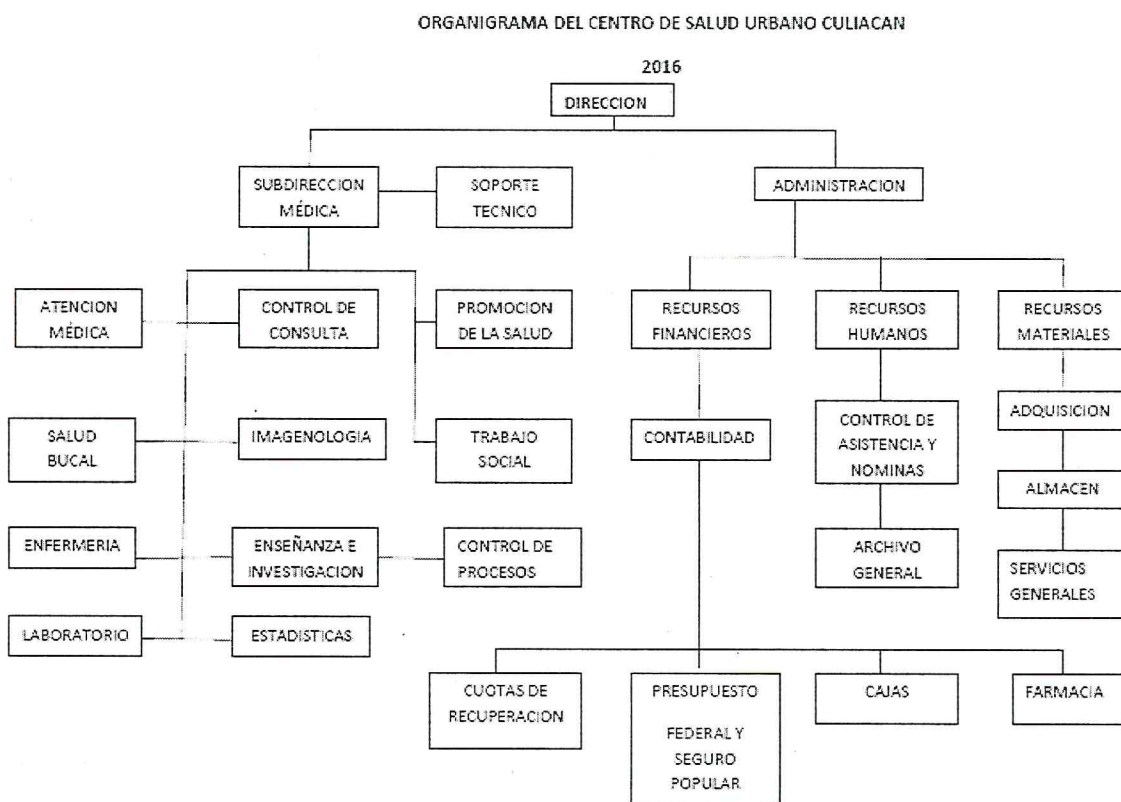 ORGANIGRAMA DEL CENTRO DE SALUD URBANO CULIACAN
2016
DIRECCION
SUBDIRECCION
MÉDICA
SOPORTE
TECNICO
ADMINISTRACION
ATENCION
MÉDICA
CONTROL DE
CONSULTA
PROMOCION
DE LA SALUD
RECURSOS
FINANCIEROS
RECURSOS
HUMANOS
RECURSOS
MATERIALES
SALUD
BUCAL
IMAGENOLOGIA
TRABAJO
SOCIAL
CONTABILIDAD
CONTROL DE
ASISTENCIA Y
NOMINAS
ADQUISICION
ALMACEN
ENFERMERIA
ENSEÑANZA E
INVESTIGACION
CONTROL DE
PROCESOS
ARCHIVO
GENERAL
SERVICIOS
GENERALES
LABORATORIO
ESTADISTICAS
CUOTAS DE
RECUPERACION
PRESUPUESTO
FEDERAL Y
SEGURO
POPULAR
CAJAS
FARMACIA